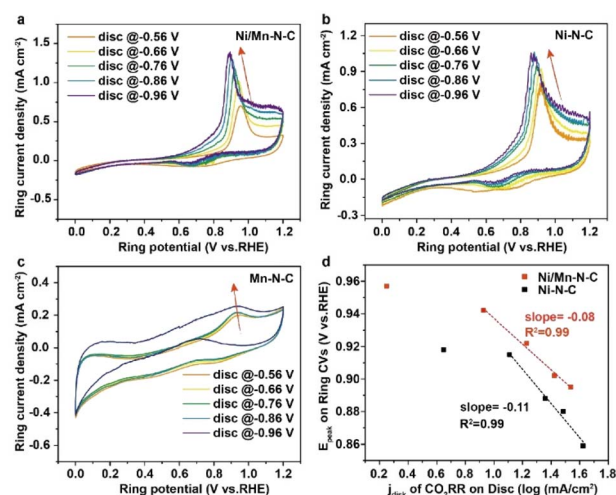 a
Ni/Mn-N-C
disc @-0.56 V
disc @-0.66 V
disc @-0.76 V
disc @-0.86 V
disc @-0.96 V
Ring current density (mA cm⁻²)
1.5
1.0
0.5
0.0
-0.5
0.0 0.2 0.4 0.6 0.8 1.0 1.2
Ring potential (V vs.RHE)
b
Ni-N-C
disc @-0.56 V
disc @-0.66 V
disc @-0.76 V
disc @-0.86 V
disc @-0.96 V
Ring current density (mA cm⁻²)
1.2
0.9
0.6
0.3
0.0
-0.3
0.0 0.2 0.4 0.6 0.8 1.0 1.2
Ring potential (V vs.RHE)
c
Mn-N-C
disc @-0.56 V
disc @-0.66 V
disc @-0.76 V
disc @-0.86 V
disc @-0.96 V
Ring current density (mA cm⁻²)
0.6
0.4
0.2
0.0
-0.2
-0.4
-0.6
0.0 0.2 0.4 0.6 0.8 1.0 1.2
Ring potential (V vs.RHE)
d
Ni/Mn-N-C
Ni-N-C
slope= -0.08
R²=0.99
slope= -0.11
R²=0.99
E peak on Ring CVs (V vs.RHE)
0.96
0.92
0.88
0.86
0.2 0.4 0.6 0.8 1.0 1.2 1.4 1.6 1.8
j disk of CO₂RR on Disc (log (mA/cm²)